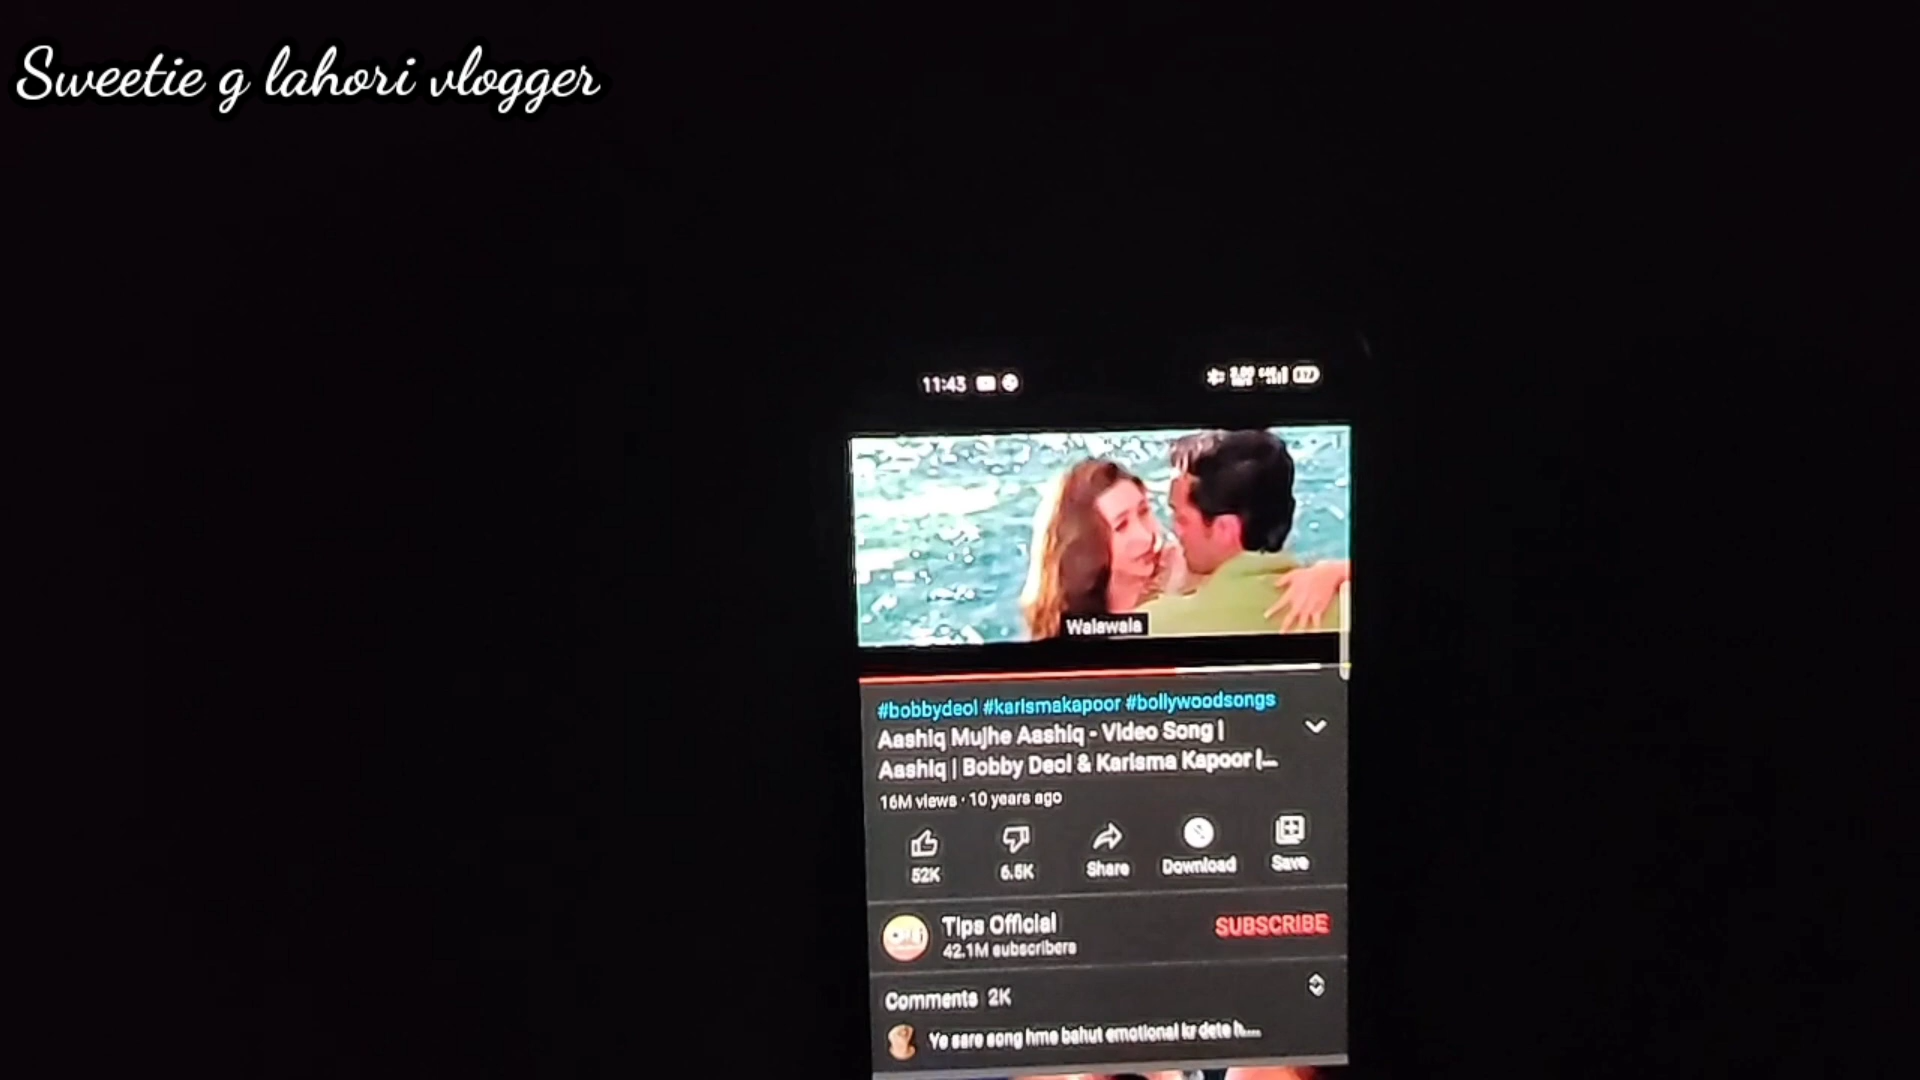 Sweetie g lahori vlogger
11:43
Walawala
#bobbydeol #karismakapoor #bollywoodsongs
Aashiq Mujhe Aashiq - Video Song |
Aashiq | Bobby Deol & Karisma Kapoor |...
16M views · 10 years ago
52K
6.5K
Share
Download
Save
Tips Official
SUBSCRIBE
42.1M subscribers
Comments 2K
Ye sare song hme bahut emotional kr dete h....